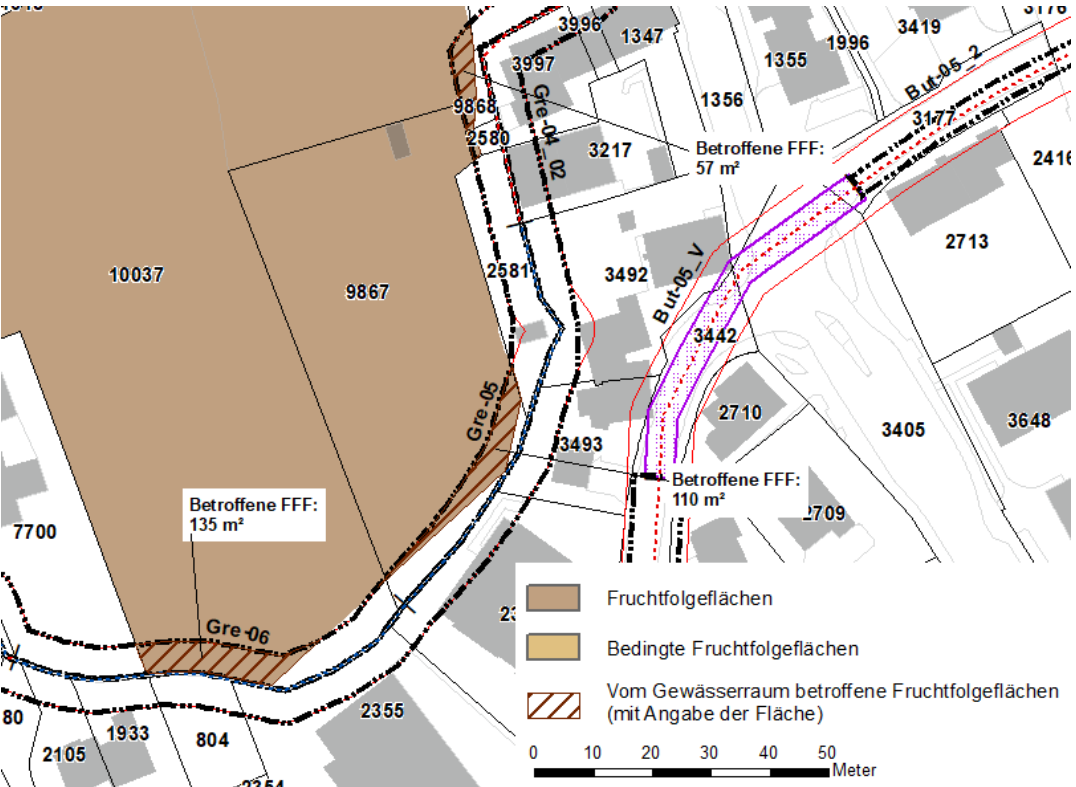 3996
1347
3419
3176
1996
3997
1355
But-05_2
9868
1356
3177
2580
Gre-04_02
3217
Betroffene FFF:
57 m²
2416
2713
10037
9867
2581
3492
But-05_V
3442
Gre-05
2710
3405
3648
3493
Betroffene FFF:
110 m²
2709
Betroffene FFF:
135 m²
7700
Gre-06
Fruchtfolgeflächen
Bedingte Fruchtfolgeflächen
Vom Gewässerraum betroffene Fruchtfolgeflächen
(mit Angabe der Fläche)
80
2105
1933
804
2355
2354
0 10 20 30 40 50
Meter